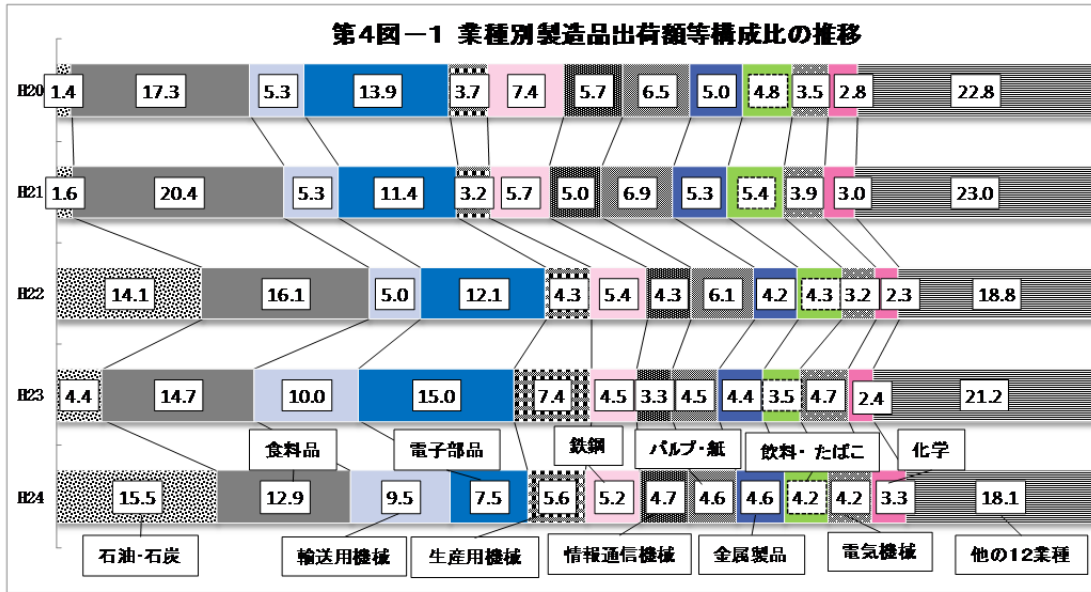 第4図－1 業種別製造品出荷額等構成比の推移
H20 1.4 17.3 5.3 13.9 3.7 7.4 5.7 6.5 5.0 4.8 3.5 2.8 22.8
H21 1.6 20.4 5.3 11.4 3.2 5.7 5.0 6.9 5.3 5.4 3.9 3.0 23.0
H22 14.1 16.1 5.0 12.1 4.3 5.4 4.3 6.1 4.2 4.3 3.2 2.3 18.8
H23 4.4 14.7 10.0 15.0 7.4 4.5 3.3 4.5 4.4 3.5 4.7 2.4 21.2
食料品 電子部品 鉄鋼 パルプ・紙 飲料・たばこ 化学
H24 15.5 12.9 9.5 7.5 5.6 5.2 4.7 4.6 4.6 4.2 4.2 3.3 18.1
石油・石炭 輸送用機械 生産用機械 情報通信機械 金属製品 電気機械 他の12業種